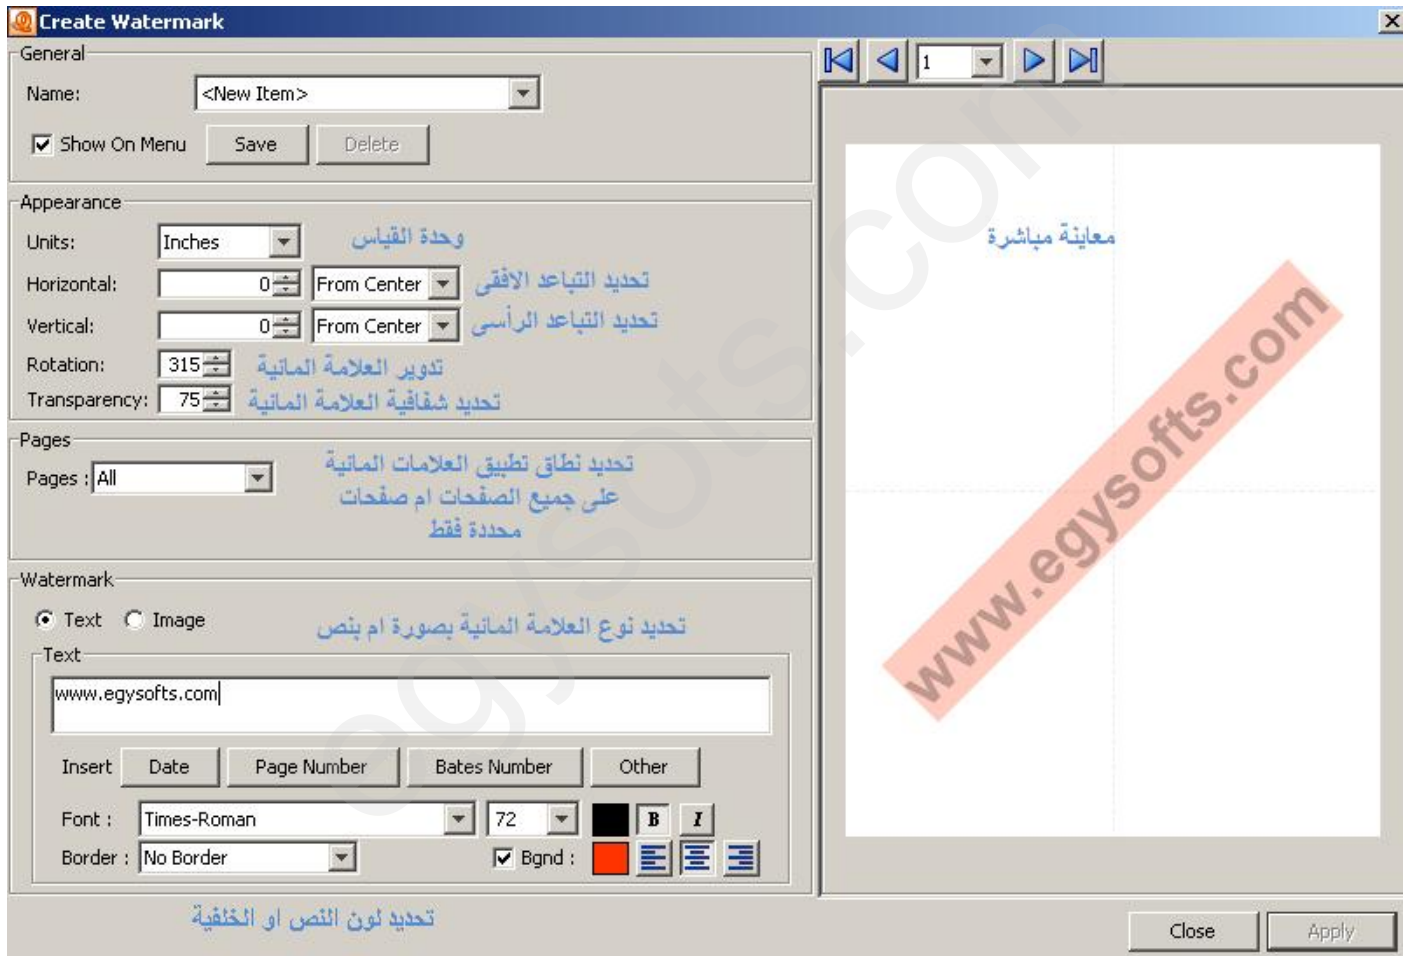 Create Watermark
General
Name: <New Item>
Show On Menu Save Delete
Appearance
Units: Inches وحدة القياس
Horizontal: 0 From Center تحديد التباعد الافقى
Vertical: 0 From Center تحديد التباعد الرأسى
Rotation: 315 تدوير العلامة المائية
Transparency: 75 تحديد شفافية العلامة المائية
Pages
Pages : All
تحديد نطاق تطبيق العلامات المائية
على جميع الصفحات ام صفحات
محددة فقط
Watermark
Text Image تحديد نوع العلامة المائية بصورة ام بنص
Text
www.egysofts.com
Insert Date Page Number Bates Number Other
Font : Times-Roman 72 B I
Border : No Border Bgnd :
تحديد لون النص او الخلفية
1
معاينة مباشرة
www.egysofts.com
Close Apply
egysofts.com